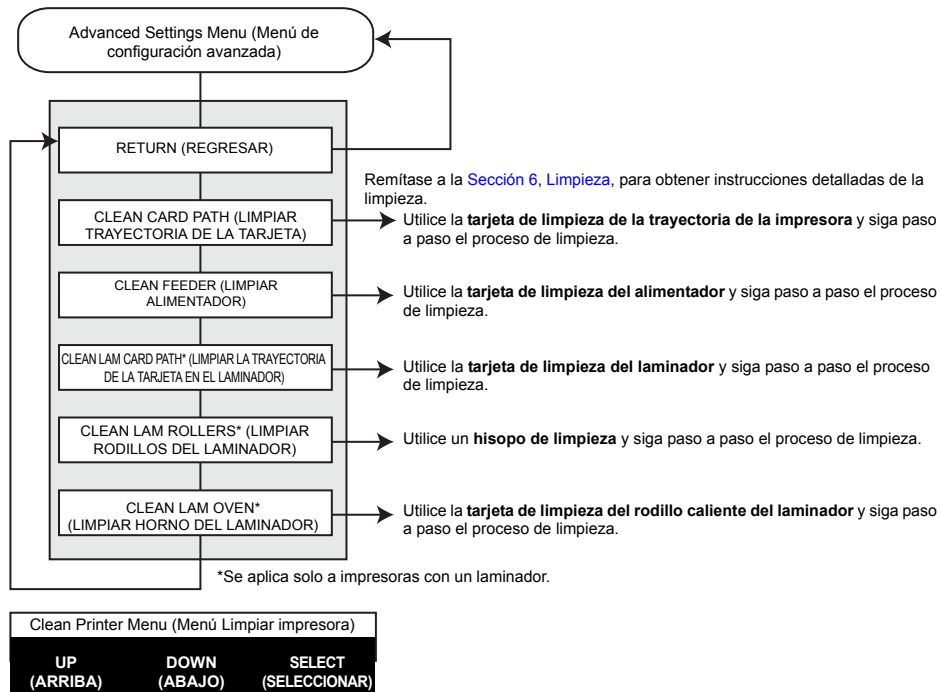 Advanced Settings Menu (Menú de
configuración avanzada)
RETURN (REGRESAR)
Remítase a la Sección 6, Limpieza, para obtener instrucciones detalladas de la
limpieza.
CLEAN CARD PATH (LIMPIAR
TRAYECTORIA DE LA TARJETA)
Utilice la tarjeta de limpieza de la trayectoria de la impresora y siga paso
a paso el proceso de limpieza.
CLEAN FEEDER (LIMPIAR
ALIMENTADOR)
Utilice la tarjeta de limpieza del alimentador y siga paso a paso el proceso
de limpieza.
CLEAN LAM CARD PATH* (LIMPIAR LA TRAYECTORIA
DE LA TARJETA EN EL LAMINADOR)
Utilice la tarjeta de limpieza del laminador y siga paso a paso el proceso
de limpieza.
CLEAN LAM ROLLERS* (LIMPIAR
RODILLOS DEL LAMINADOR)
Utilice un hisopo de limpieza y siga paso a paso el proceso de limpieza.
CLEAN LAM OVEN*
(LIMPIAR HORNO DEL LAMINADOR)
Utilice la tarjeta de limpieza del rodillo caliente del laminador y siga paso
a paso el proceso de limpieza.
*Se aplica solo a impresoras con un laminador.
Clean Printer Menu (Menú Limpiar impresora)
UP DOWN SELECT
(ARRIBA) (ABAJO) (SELECCIONAR)